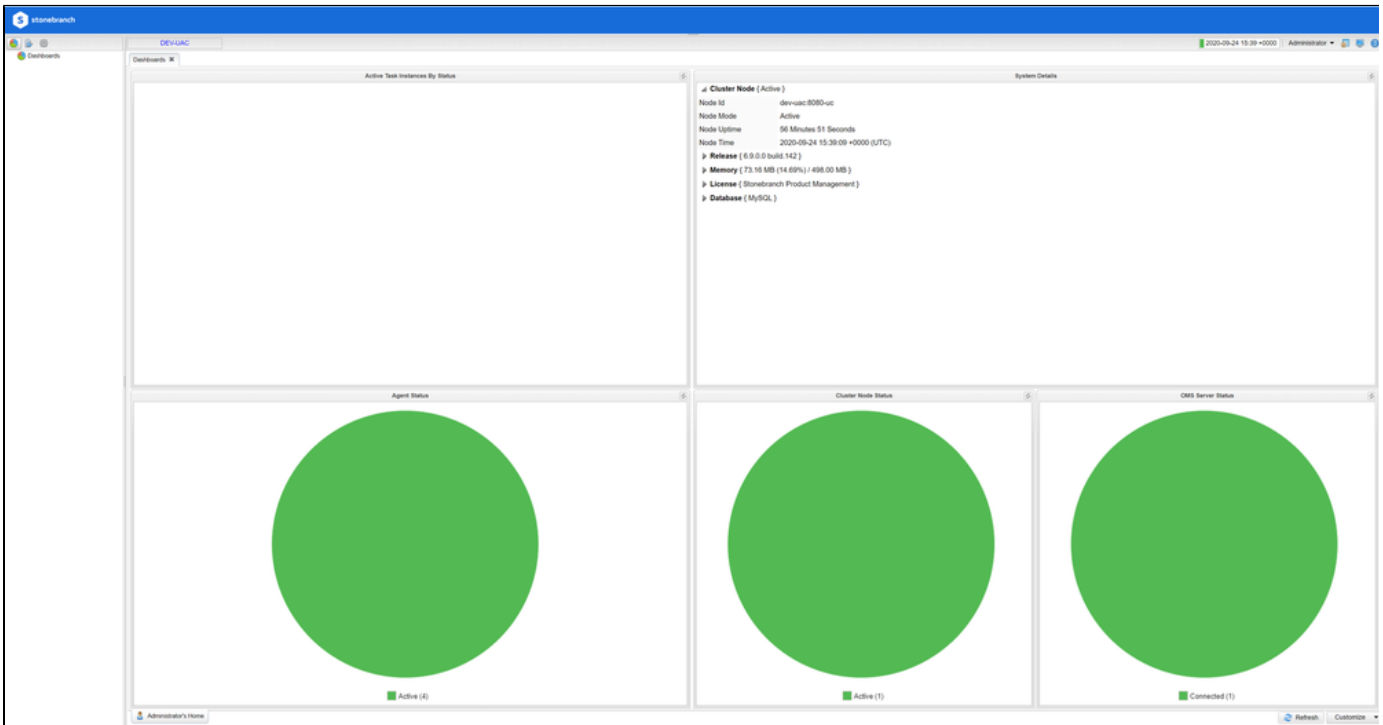 stonebranch
DEV-UAC
2020-09-24 15:39 +0000
Administrator
Dashboards
Dashboards
Active Task Instances By Status
System Details
Cluster Node { Active }
Node Id dev-uac:8080-uc
Node Mode Active
Node Uptime 56 Minutes 51 Seconds
Node Time 2020-09-24 15:39:09 +0000 (UTC)
Release { 6.9.0.0 build.142 }
Memory { 73.16 MB (14.69%) / 498.00 MB }
License { Stonebranch Product Management }
Database { MySQL }
Agent Status
Cluster Node Status
OMS Server Status
Active (4)
Active (1)
Connected (1)
Administrator's Home
Refresh
Customize